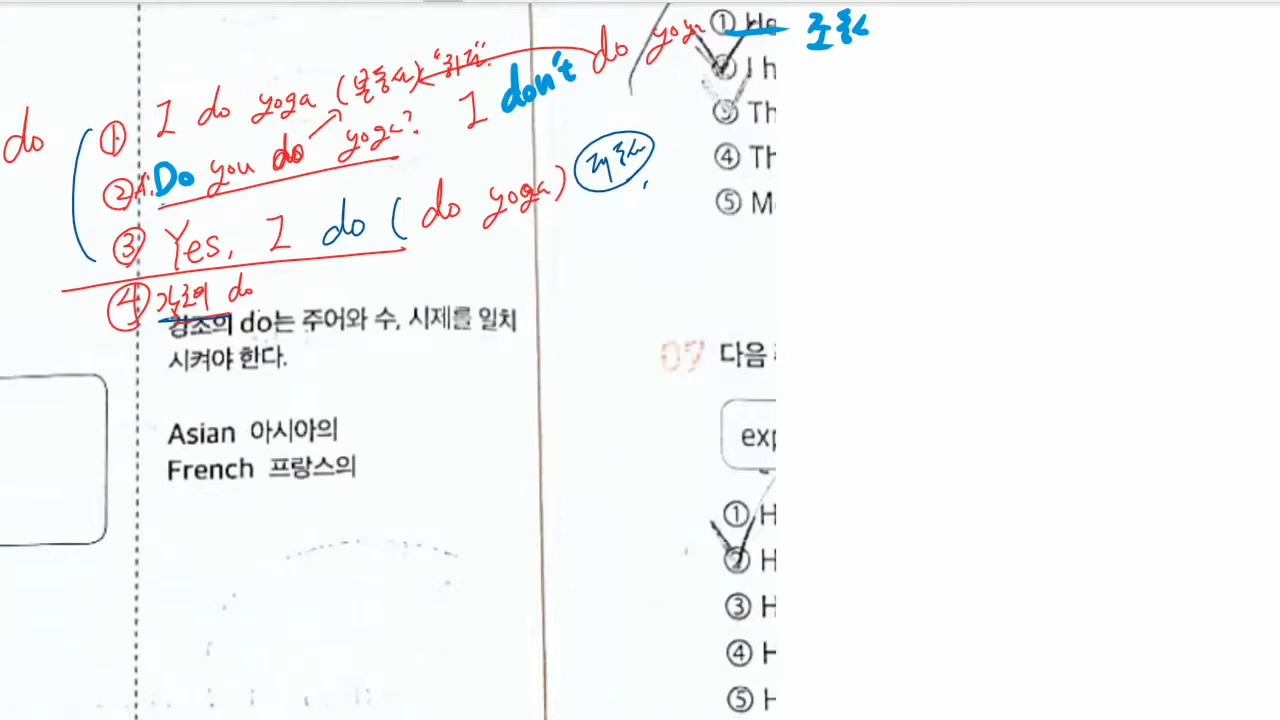 do
① I do yoga (본동사) "하다".
I don't do yoga
② Do you do yoga?
③ Yes, I do (do yoga) 대동사
④ 강조의 do
강조의 do는 주어와 수, 시제를 일치
시켜야 한다.
Asian 아시아의
French 프랑스의
① He 조동사
② I h
③ Th
④ Th
⑤ M
07 다음
exp
① H
② H
③ H
④ H
⑤ H